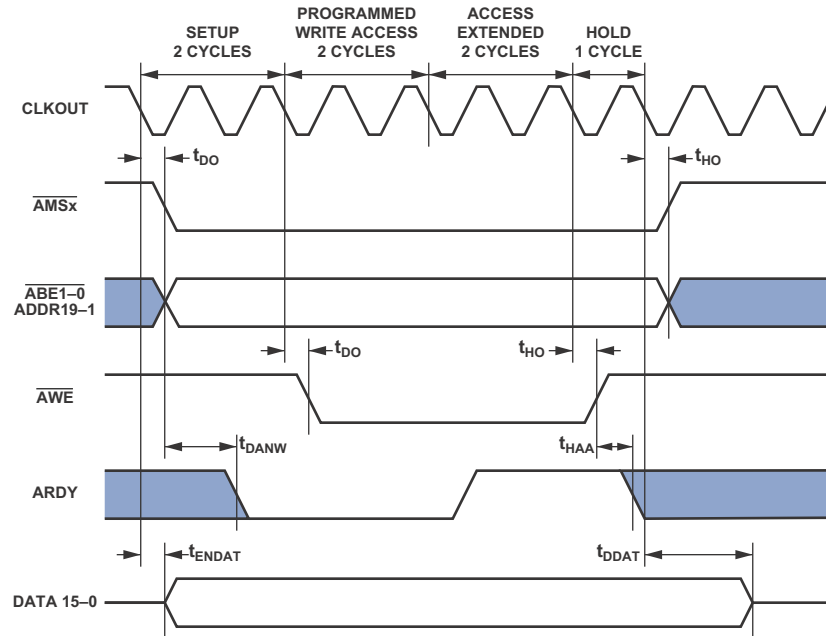 SETUP
2 CYCLES
PROGRAMMED
WRITE ACCESS
2 CYCLES
ACCESS
EXTENDED
2 CYCLES
HOLD
1 CYCLE
CLKOUT
tDO
tHO
AMSx
ABE1–0
ADDR19–1
tDO
tHO
AWE
tDANW
tHAA
ARDY
tENDAT
tDDAT
DATA 15–0